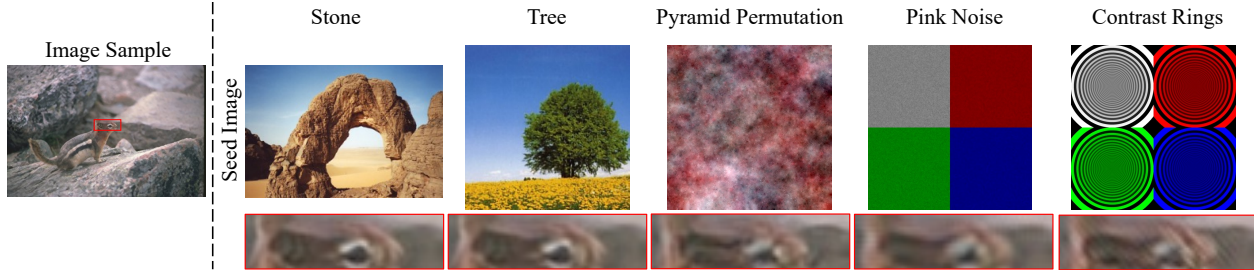 Image Sample
Seed Image
Stone
Tree
Pyramid Permutation
Pink Noise
Contrast Rings